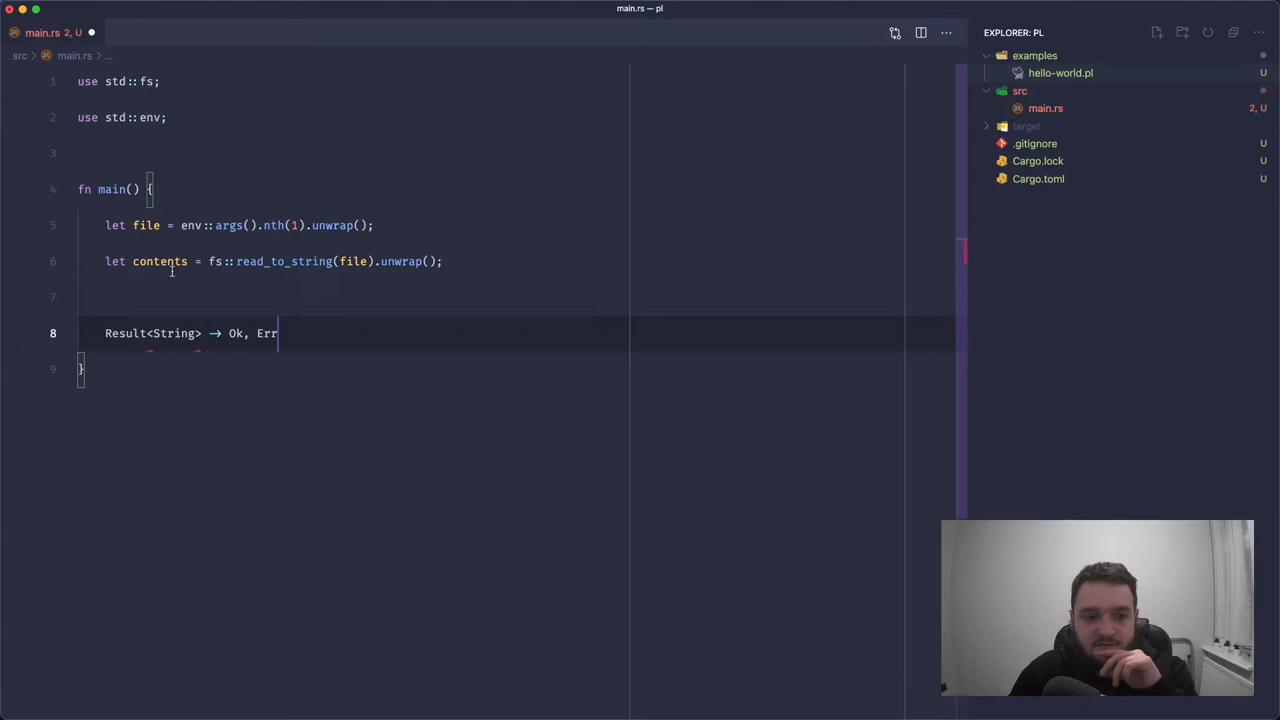 main.rs — pl
main.rs 2, U
EXPLORER: PL
src > main.rs > ...
examples
hello-world.pl U
src
main.rs 2, U
target
.gitignore U
Cargo.lock U
Cargo.toml U
1 use std::fs;
2 use std::env;
3
4 fn main() {
5 let file = env::args().nth(1).unwrap();
6 let contents = fs::read_to_string(file).unwrap();
7
8 Result<String> → Ok, Err
9 }